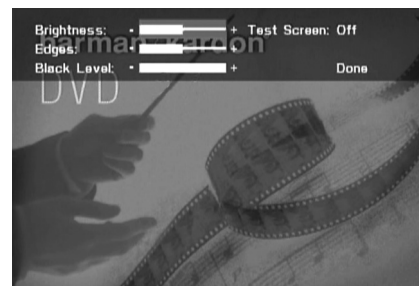 Brightness: - + Test Screen: Off
harman/kardon
Edges: - +
Black Level: - + Done
DVD